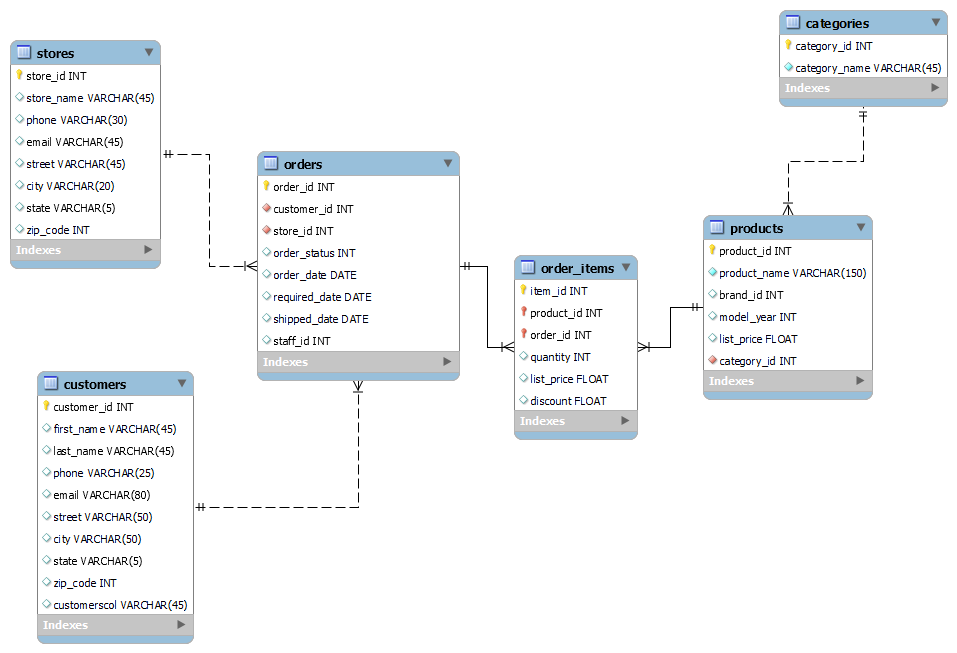 stores
store_id INT
store_name VARCHAR(45)
phone VARCHAR(30)
email VARCHAR(45)
street VARCHAR(45)
city VARCHAR(20)
state VARCHAR(5)
zip_code INT
Indexes
customers
customer_id INT
first_name VARCHAR(45)
last_name VARCHAR(45)
phone VARCHAR(25)
email VARCHAR(80)
street VARCHAR(50)
city VARCHAR(50)
state VARCHAR(5)
zip_code INT
customerscol VARCHAR(45)
Indexes
orders
order_id INT
customer_id INT
store_id INT
order_status INT
order_date DATE
required_date DATE
shipped_date DATE
staff_id INT
Indexes
order_items
item_id INT
product_id INT
order_id INT
quantity INT
list_price FLOAT
discount FLOAT
Indexes
categories
category_id INT
category_name VARCHAR(45)
Indexes
products
product_id INT
product_name VARCHAR(150)
brand_id INT
model_year INT
list_price FLOAT
category_id INT
Indexes